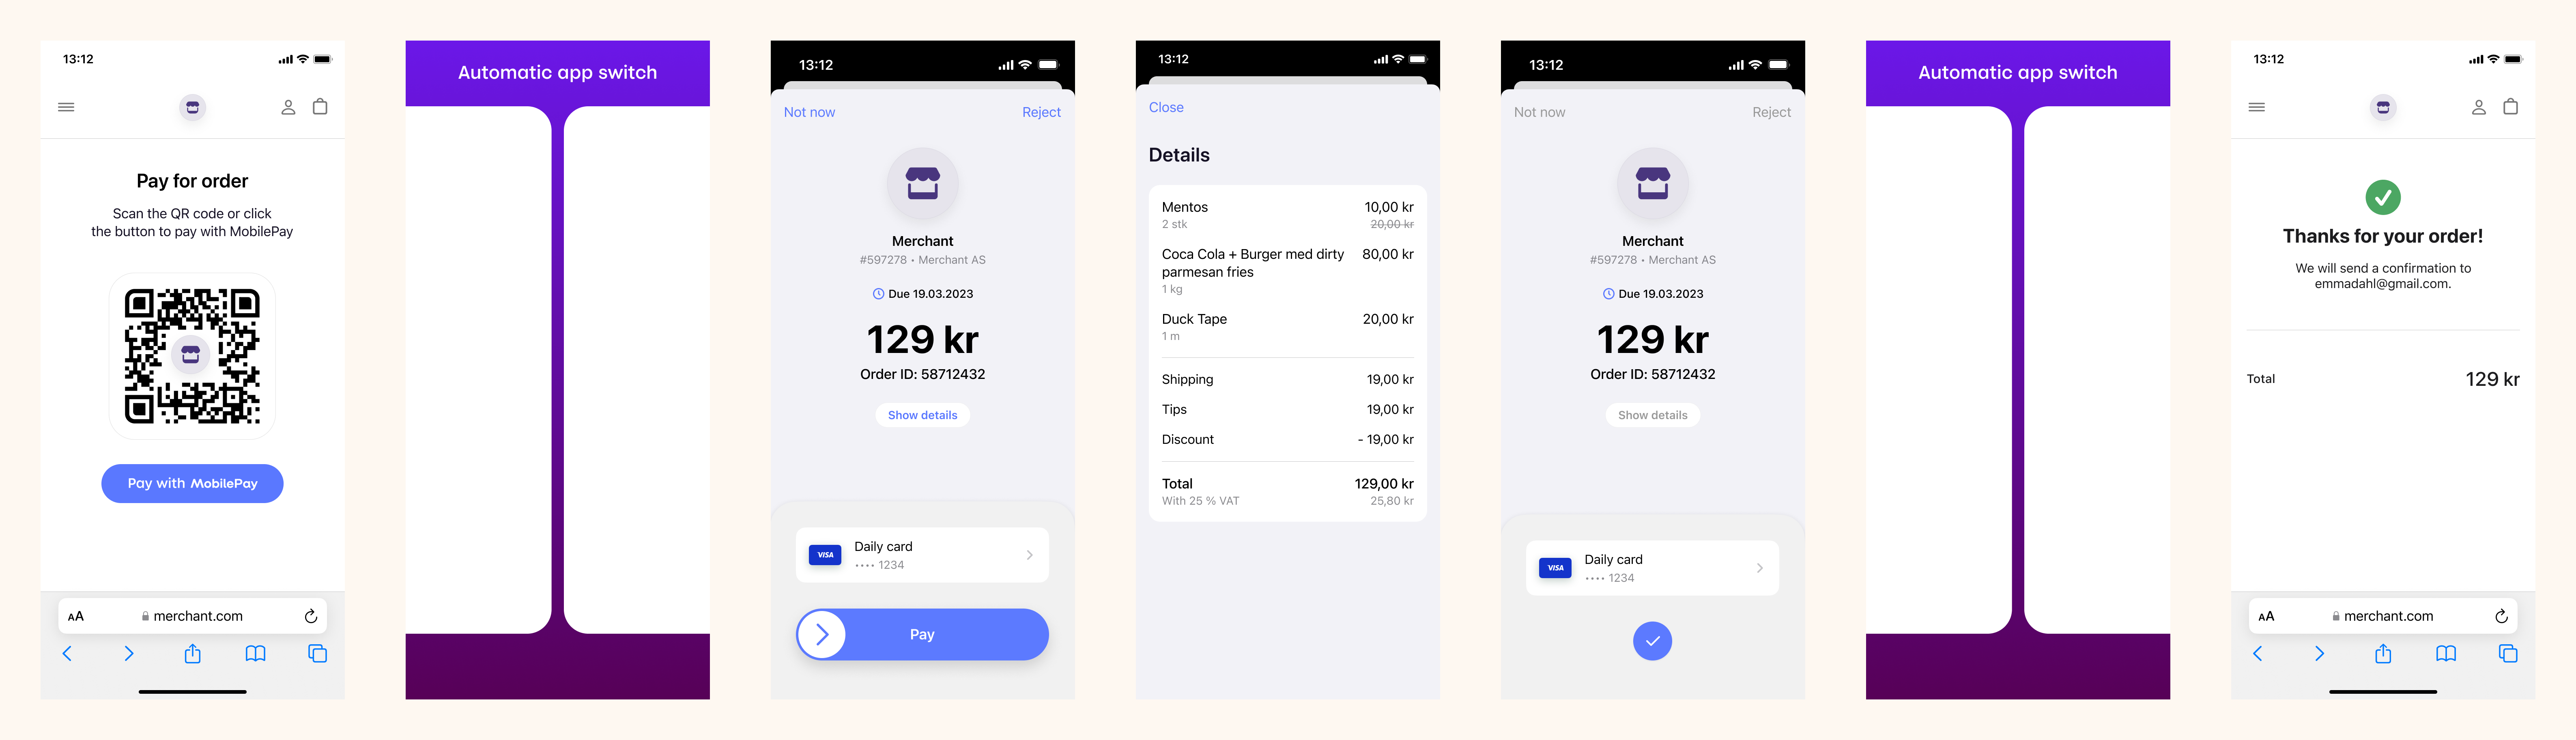 13:12
Pay for order
Scan the QR code or click
the button to pay with MobilePay
Pay with MobilePay
AA
merchant.com
Automatic app switch
13:12
Not now
Reject
Merchant
#597278 • Merchant AS
Due 19.03.2023
129 kr
Order ID: 58712432
Show details
VISA
Daily card
•••• 1234
Pay
13:12
Close
Details
Mentos 10,00 kr
2 stk 20,00 kr
Coca Cola + Burger med dirty 80,00 kr
parmesan fries
1 kg
Duck Tape 20,00 kr
1 m
Shipping 19,00 kr
Tips 19,00 kr
Discount - 19,00 kr
Total 129,00 kr
With 25 % VAT 25,80 kr
13:12
Not now
Reject
Merchant
#597278 • Merchant AS
Due 19.03.2023
129 kr
Order ID: 58712432
Show details
VISA
Daily card
•••• 1234
Automatic app switch
13:12
Thanks for your order!
We will send a confirmation to
emmadahl@gmail.com.
Total 129 kr
AA
merchant.com